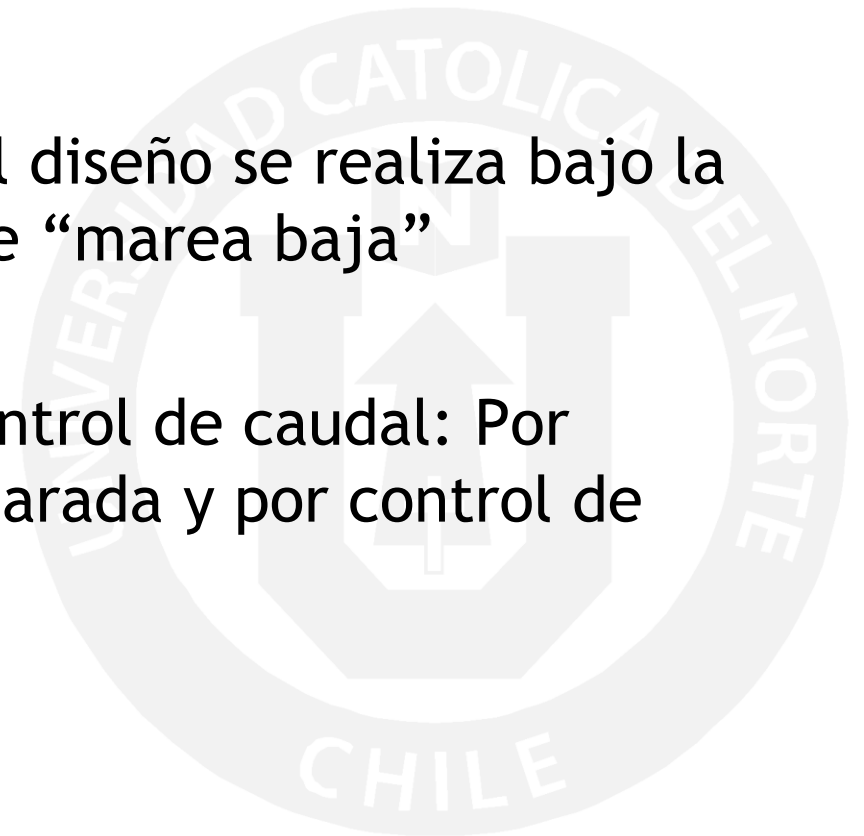 l diseño se realiza bajo la
e “marea baja”
ntrol de caudal: Por
arada y por control de
UNIVERSIDAD CATOLICA DEL NORTE
CHILE